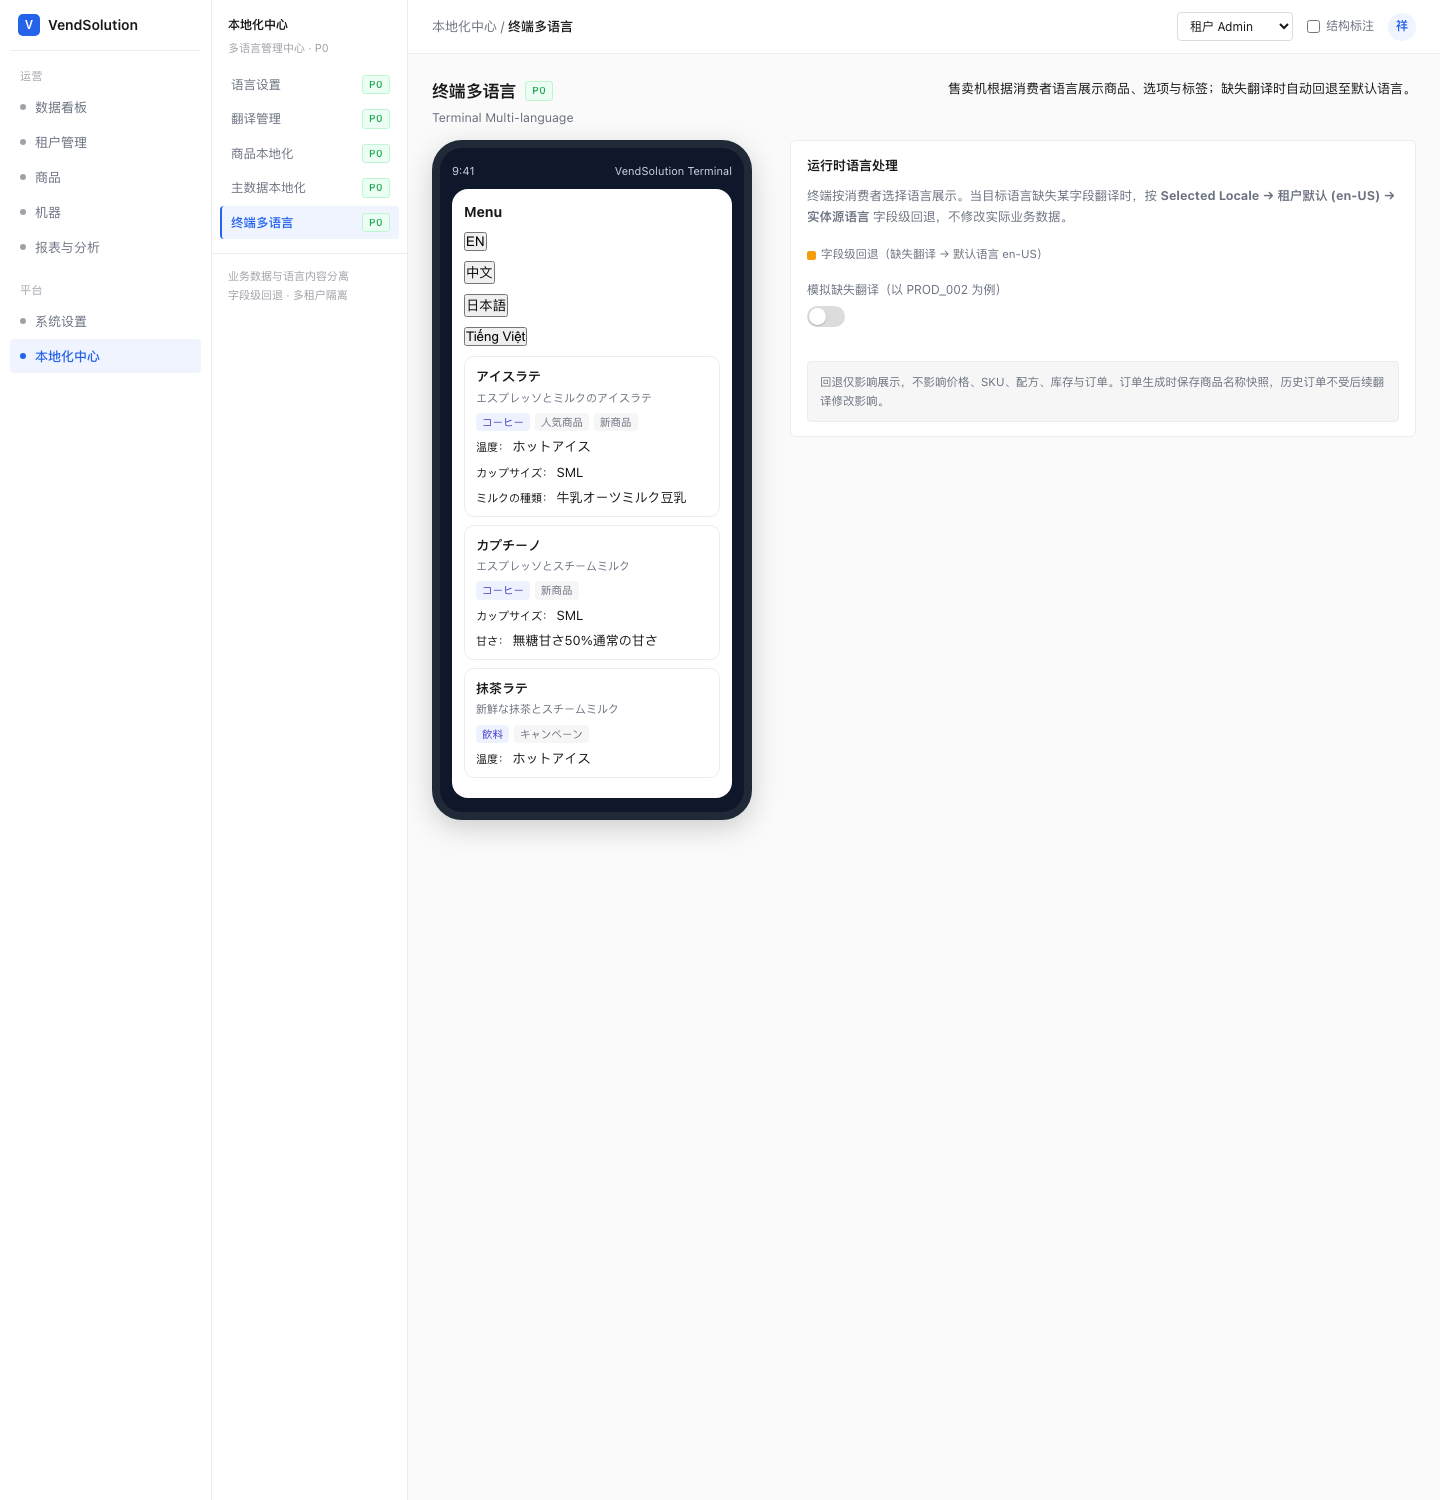 V VendSolution
运营
数据看板
租户管理
商品
机器
报表与分析
平台
系统设置
本地化中心
本地化中心
多语言管理中心 · P0
语言设置 P0
翻译管理 P0
商品本地化 P0
主数据本地化 P0
终端多语言 P0
业务数据与语言内容分离
字段级回退 · 多租户隔离
本地化中心 / 终端多语言
租户 Admin
结构标注
祥
终端多语言 P0
Terminal Multi-language
售卖机根据消费者语言展示商品、选项与标签；缺失翻译时自动回退至默认语言。
9:41 VendSolution Terminal
Menu
EN
中文
日本語
Tiếng Việt
アイスラテ
エスプレッソとミルクのアイスラテ
コーヒー 人気商品 新商品
温度： ホットアイス
カップサイズ： SML
ミルクの種類： 牛乳オーツミルク豆乳
カプチーノ
エスプレッソとスチームミルク
コーヒー 新商品
カップサイズ： SML
甘さ： 無糖甘さ50%通常の甘さ
抹茶ラテ
新鮮な抹茶とスチームミルク
飲料 キャンペーン
温度： ホットアイス
运行时语言处理
终端按消费者选择语言展示。当目标语言缺失某字段翻译时，按 Selected Locale → 租户默认 (en-US) →
实体源语言 字段级回退，不修改实际业务数据。
字段级回退（缺失翻译 → 默认语言 en-US）
模拟缺失翻译（以 PROD_002 为例）
回退仅影响展示，不影响价格、SKU、配方、库存与订单。订单生成时保存商品名称快照，历史订单不受后续翻
译修改影响。